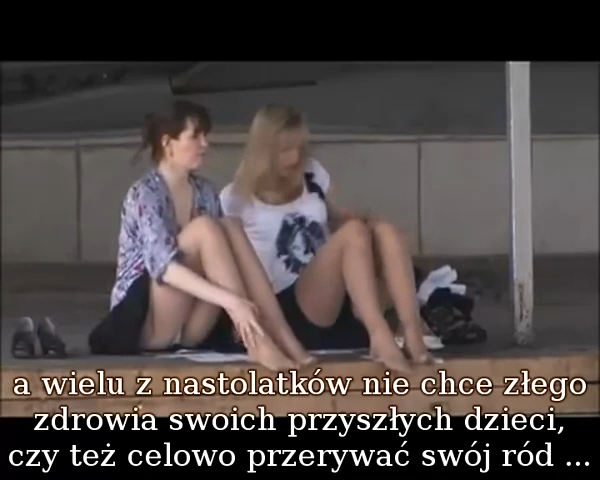 a wielu z nastolatków nie chce złego
zdrowia swoich przyszłych dzieci,
czy też celowo przerywać swój ród ...